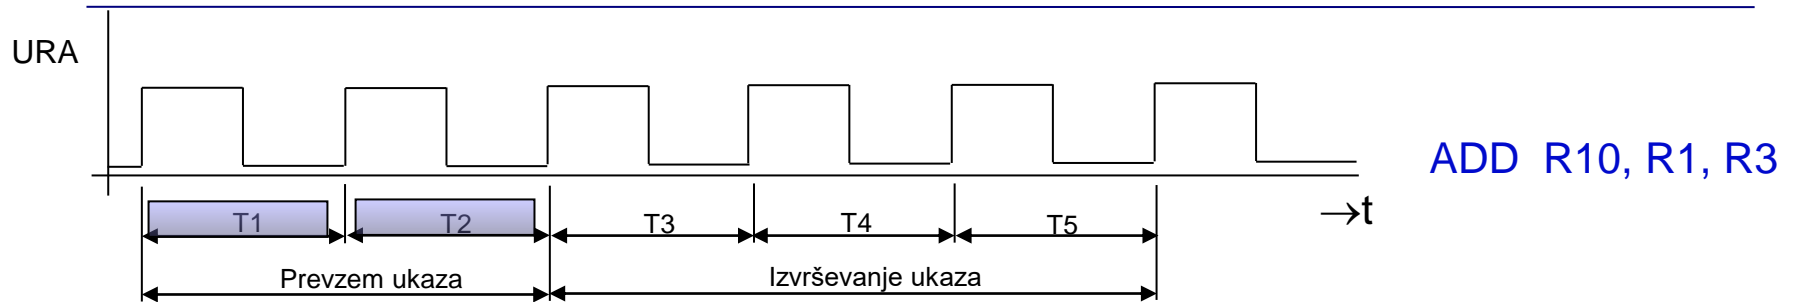 URA
ADD R10, R1, R3
→t
T1 T2 T3 T4 T5
Prevzem ukaza Izvrševanje ukaza